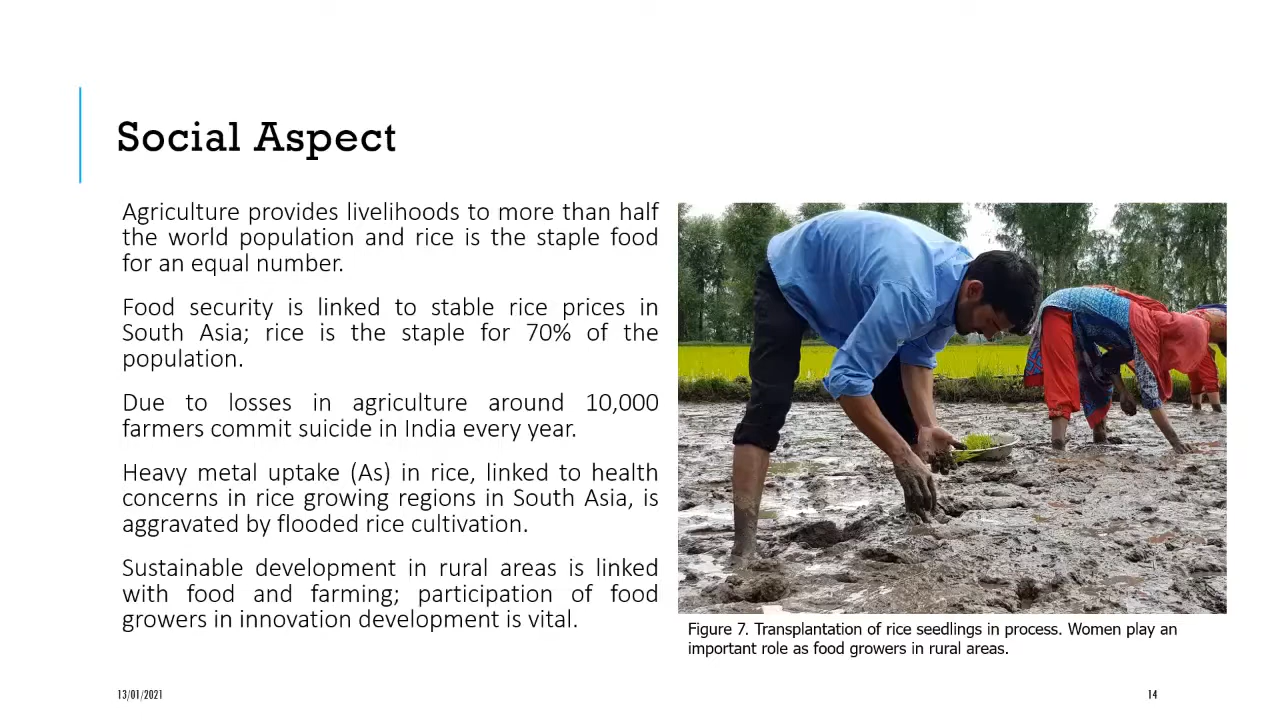 Social Aspect
Agriculture provides livelihoods to more than half
the world population and rice is the staple food
for an equal number.
Food security is linked to stable rice prices in
South Asia; rice is the staple for 70% of the
population.
Due to losses in agriculture around 10,000
farmers commit suicide in India every year.
Heavy metal uptake (As) in rice, linked to health
concerns in rice growing regions in South Asia, is
aggravated by flooded rice cultivation.
Sustainable development in rural areas is linked
with food and farming; participation of food
growers in innovation development is vital.
Figure 7. Transplantation of rice seedlings in process. Women play an
important role as food growers in rural areas.
13/01/2021
14